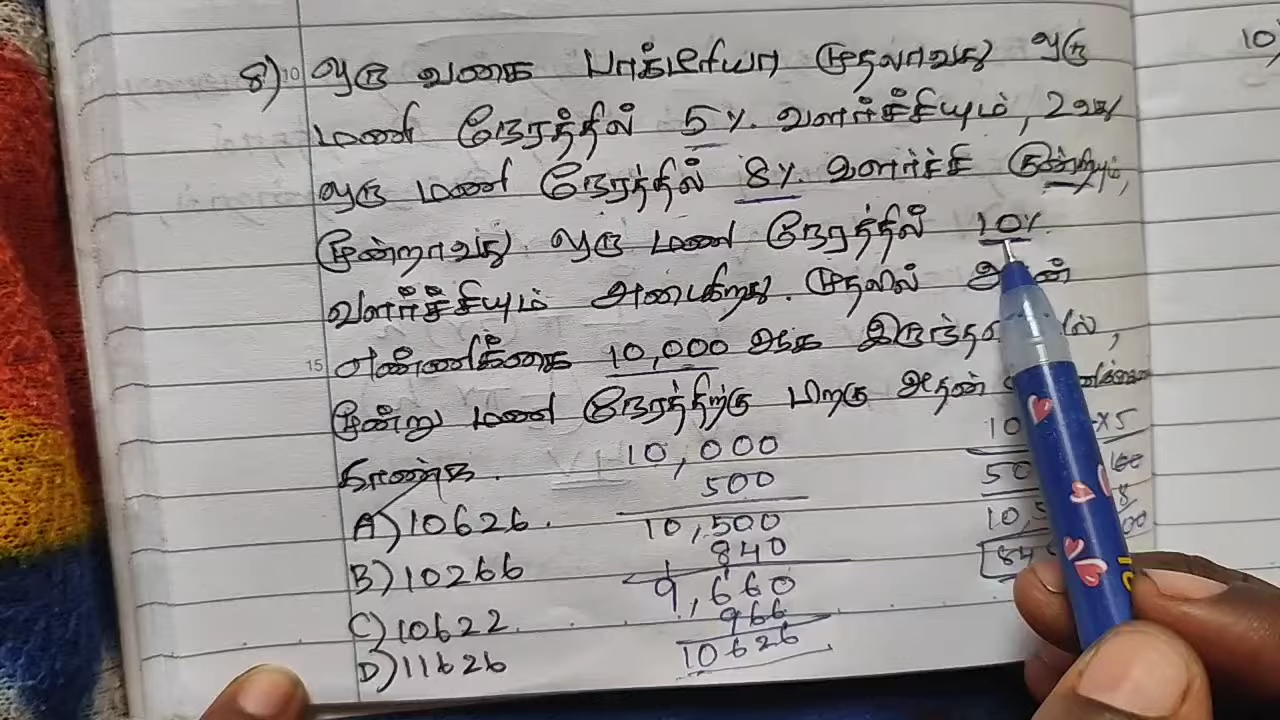 8) ஒரு வகை பாக்டீரியா முதலாவது ஒரு
மணி நேரத்தில் 5% வளர்ச்சியும், 2வது
ஒரு மணி நேரத்தில் 8% வளர்ச்சி குன்றியும்,
மூன்றாவது ஒரு மணி நேரத்தில் 10%
வளர்ச்சியும் அடைகிறது. முதலில்
எண்ணிக்கை 10,000 ஆக
மூன்று மணி நேரத்திற்கு பிறகு அதன்
காண்க.
10,000
500
10,500
840
9,660
966
10626
A) 10626.
B) 10266
C) 10622.
D) 11626
10)
15